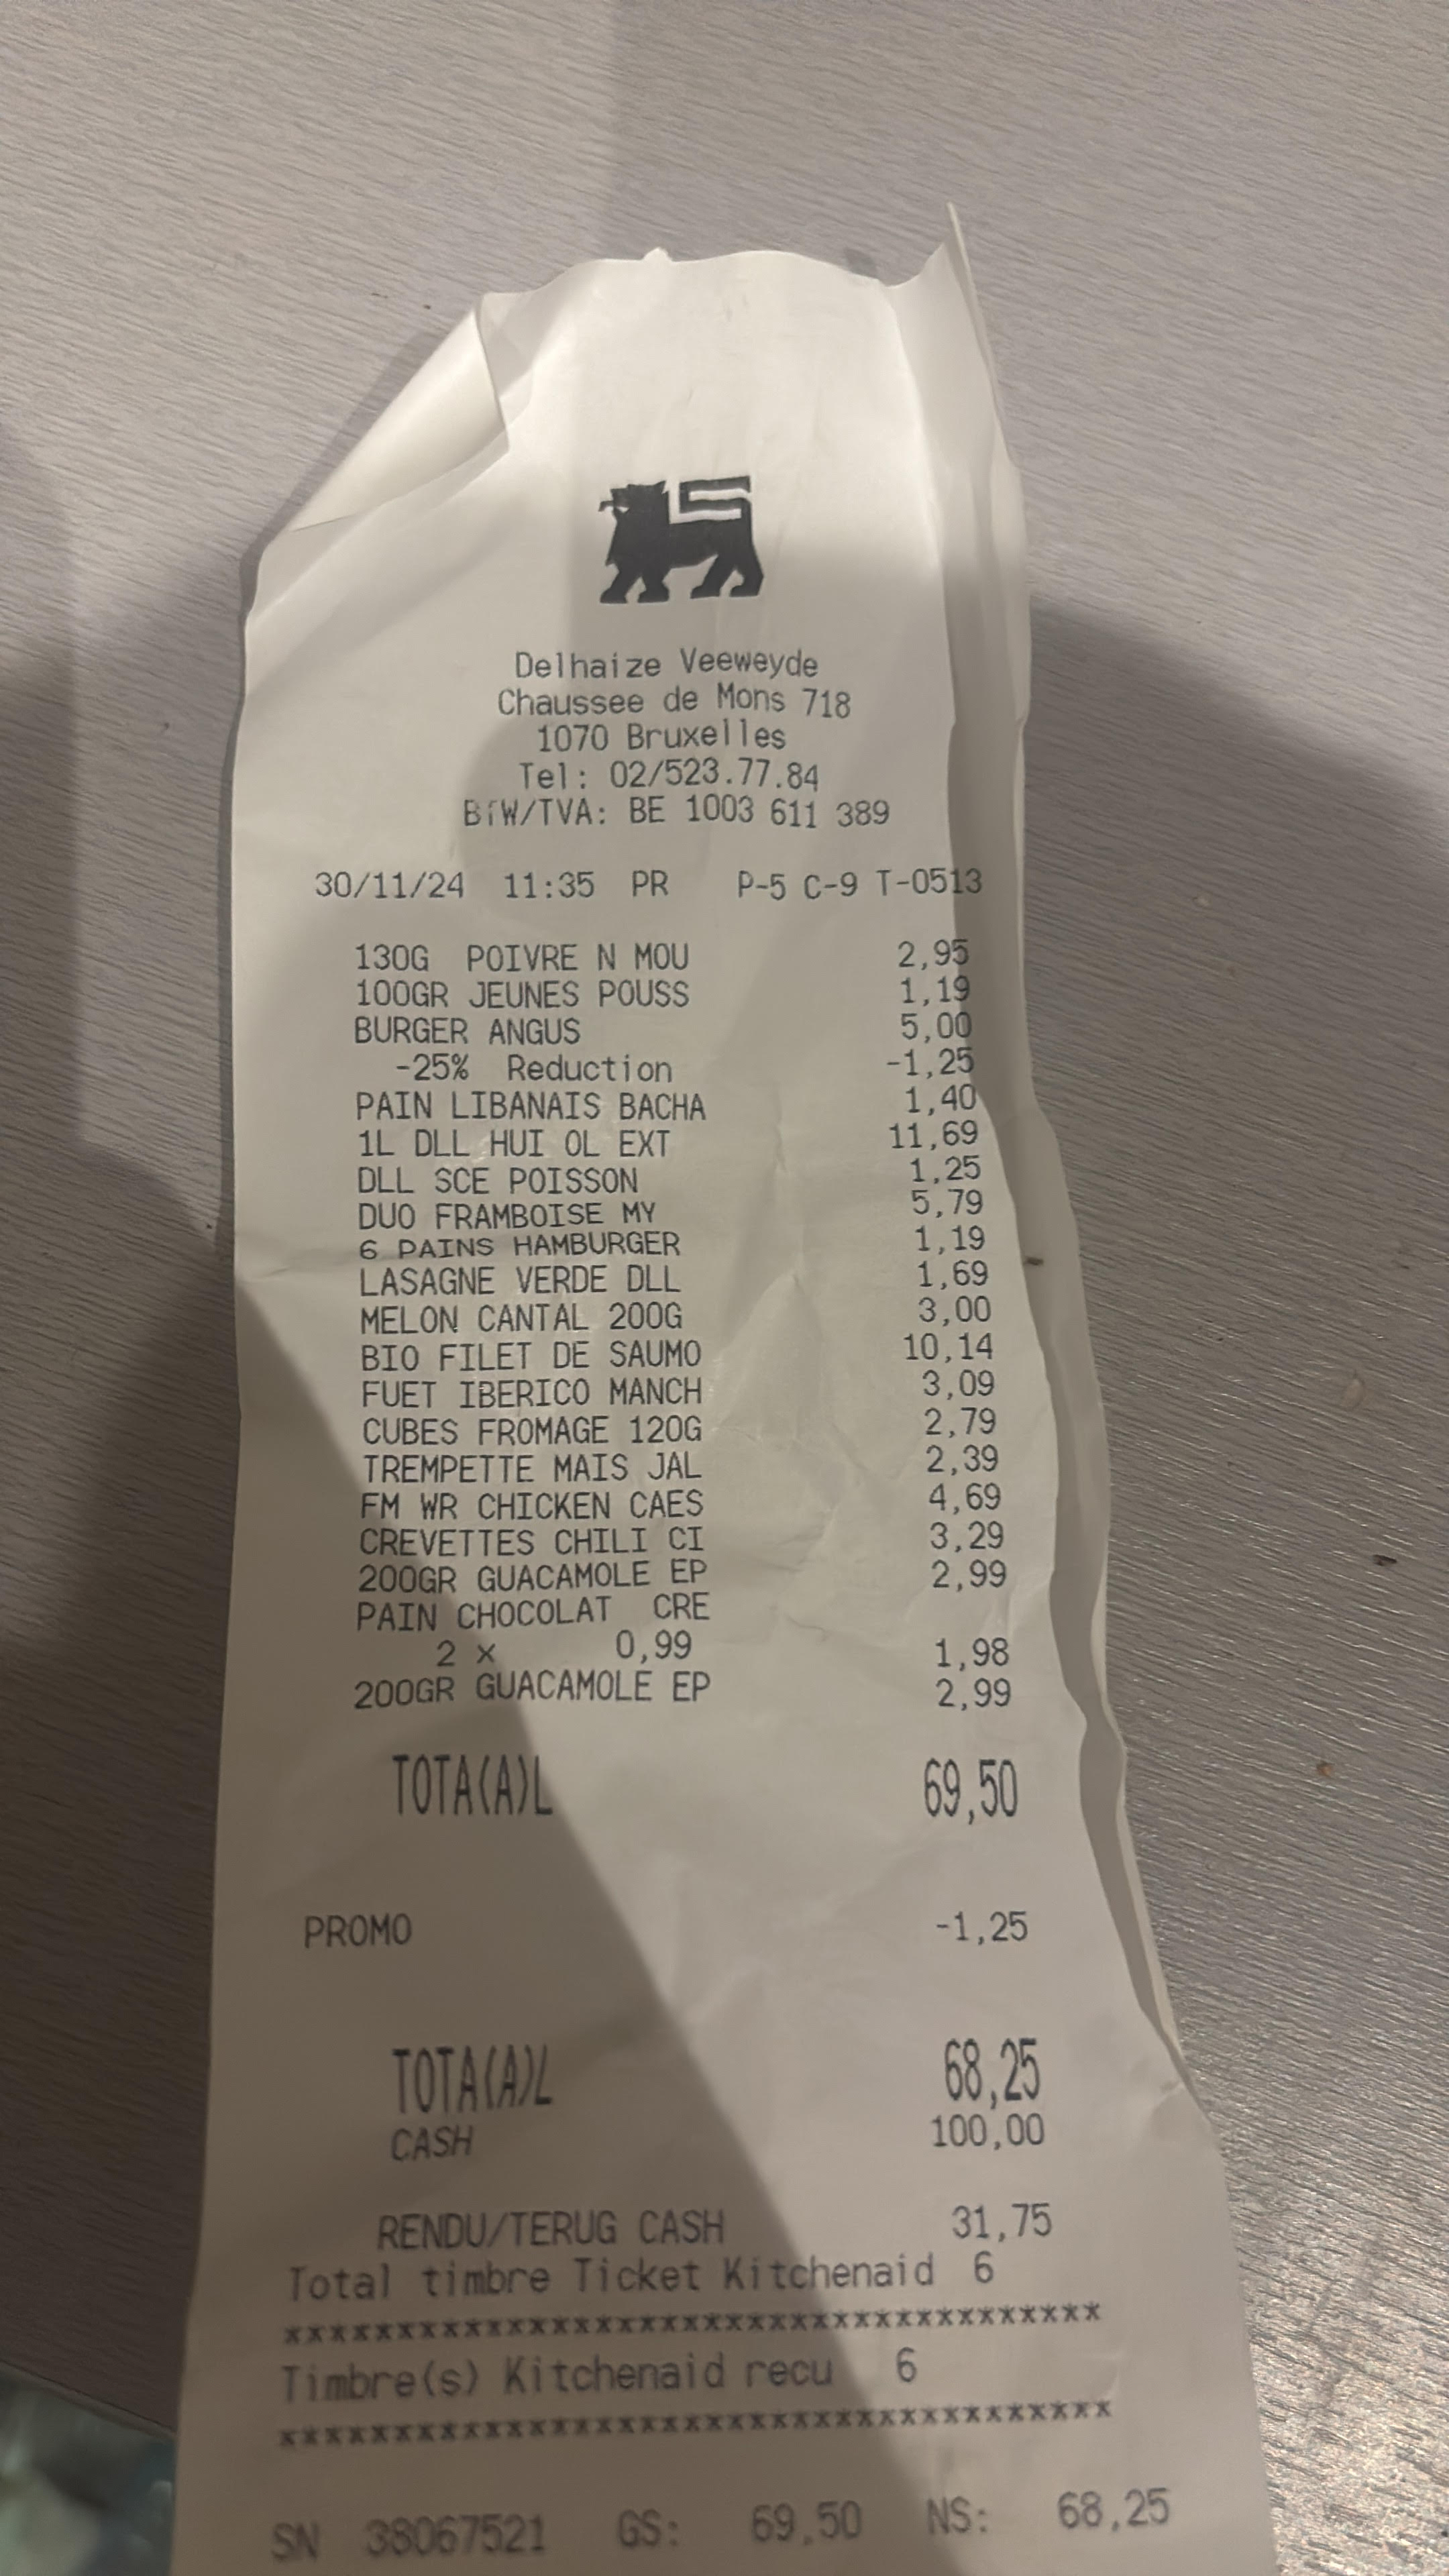 Delhaize Veeweyde
Chaussee de Mons 718
1070 Bruxelles
Tel: 02/523.77.84
BTW/TVA: BE 1003 611 389
30/11/24 11:35 PR P-5 C-9 T-0513
130G POIVRE N MOU 2,95
100GR JEUNES POUSS 1,19
BURGER ANGUS 5,00
-25% Reduction -1,25
PAIN LIBANAIS BACHA 1,40
1L DLL HUI OL EXT 11,69
DLL SCE POISSON 1,25
DUO FRAMBOISE MY 5,79
6 PAINS HAMBURGER 1,19
LASAGNE VERDE DLL 1,69
MELON CANTAL 200G 3,00
BIO FILET DE SAUMO 10,14
FUET IBERICO MANCH 3,09
CUBES FROMAGE 120G 2,79
TREMPETTE MAIS JAL 2,39
FM WR CHICKEN CAES 4,69
CREVETTES CHILI CI 3,29
200GR GUACAMOLE EP 2,99
PAIN CHOCOLAT CRE
2 x 0,99 1,98
200GR GUACAMOLE EP 2,99
TOTA(A)L 69,50
PROMO -1,25
TOTA(A)L 68,25
CASH 100,00
RENDU/TERUG CASH 31,75
Total timbre Ticket Kitchenaid 6
************************************
Timbre(s) Kitchenaid recu 6
************************************
SN 38067521 GS: 69,50 NS: 68,25